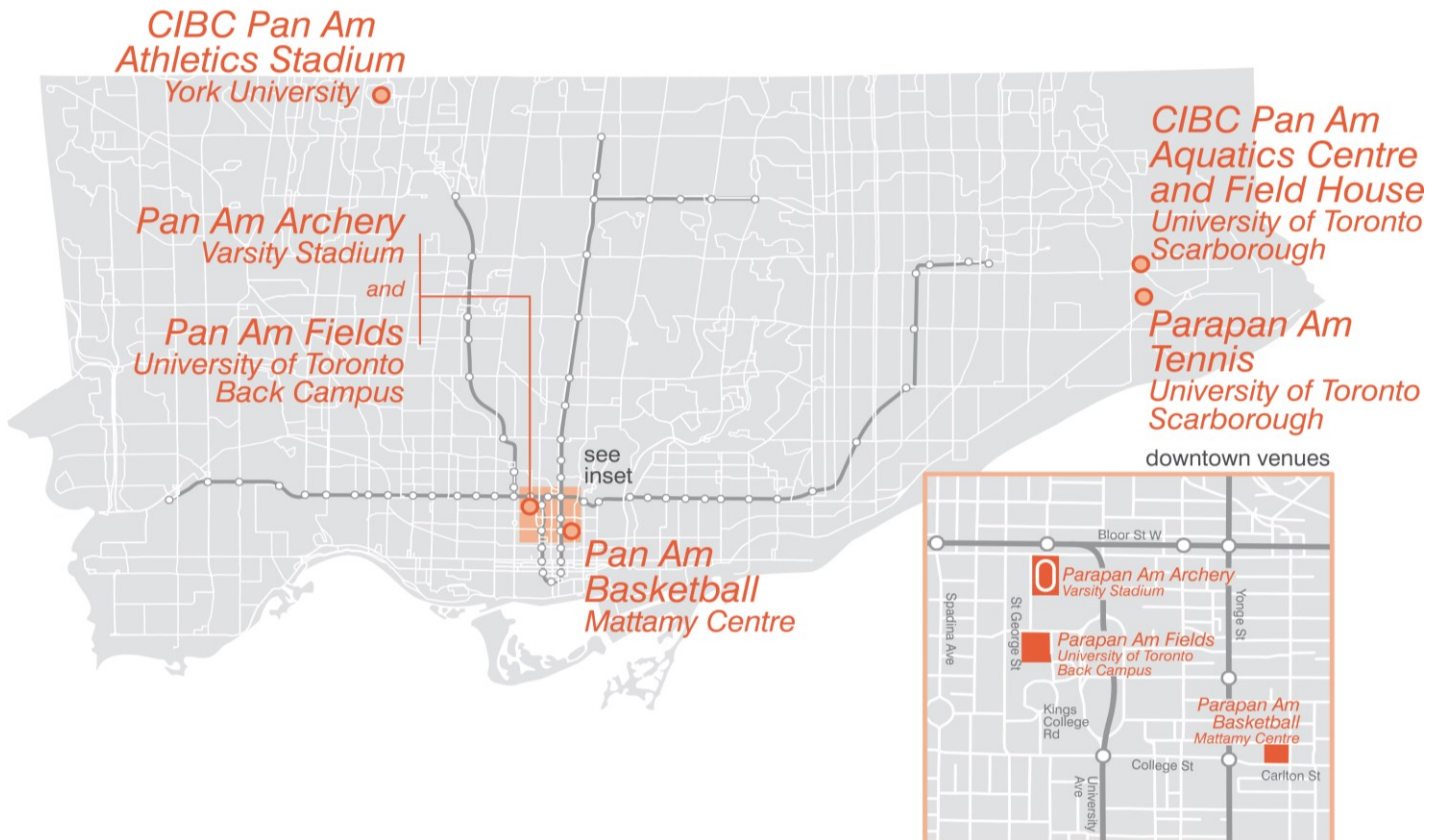 CIBC Pan Am
Athletics Stadium
York University
CIBC Pan Am
Aquatics Centre
and Field House
University of Toronto
Scarborough
Pan Am Archery
Varsity Stadium
and
Pan Am Fields
University of Toronto
Back Campus
Parapan Am
Tennis
University of Toronto
Scarborough
see
inset
Pan Am
Basketball
Mattamy Centre
downtown venues
Bloor St W
Parapan Am Archery
Varsity Stadium
Spadina Ave
St George St
Yonge St
Parapan Am Fields
University of Toronto
Back Campus
Kings
College
Rd
Parapan Am
Basketball
Mattamy Centre
College St
Carlton St
University
Ave